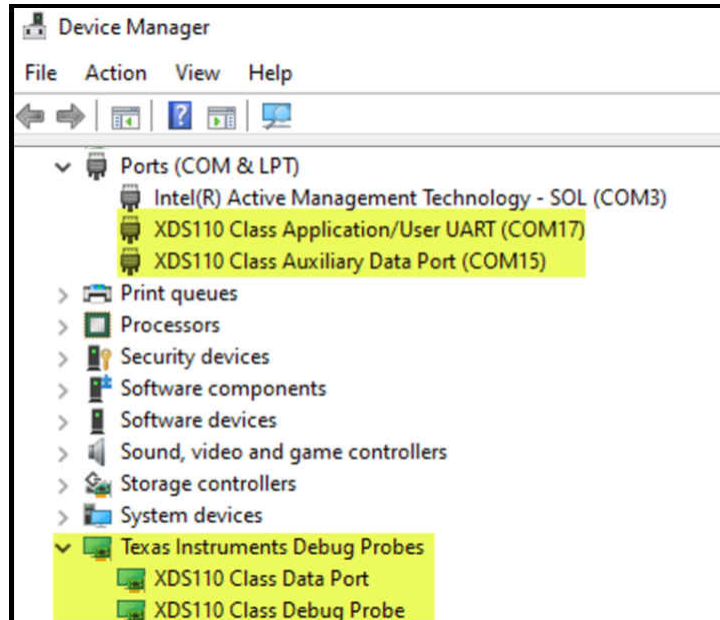 Device Manager
File Action View Help
Ports (COM & LPT)
Intel(R) Active Management Technology - SOL (COM3)
XDS110 Class Application/User UART (COM17)
XDS110 Class Auxiliary Data Port (COM15)
Print queues
Processors
Security devices
Software components
Software devices
Sound, video and game controllers
Storage controllers
System devices
Texas Instruments Debug Probes
XDS110 Class Data Port
XDS110 Class Debug Probe